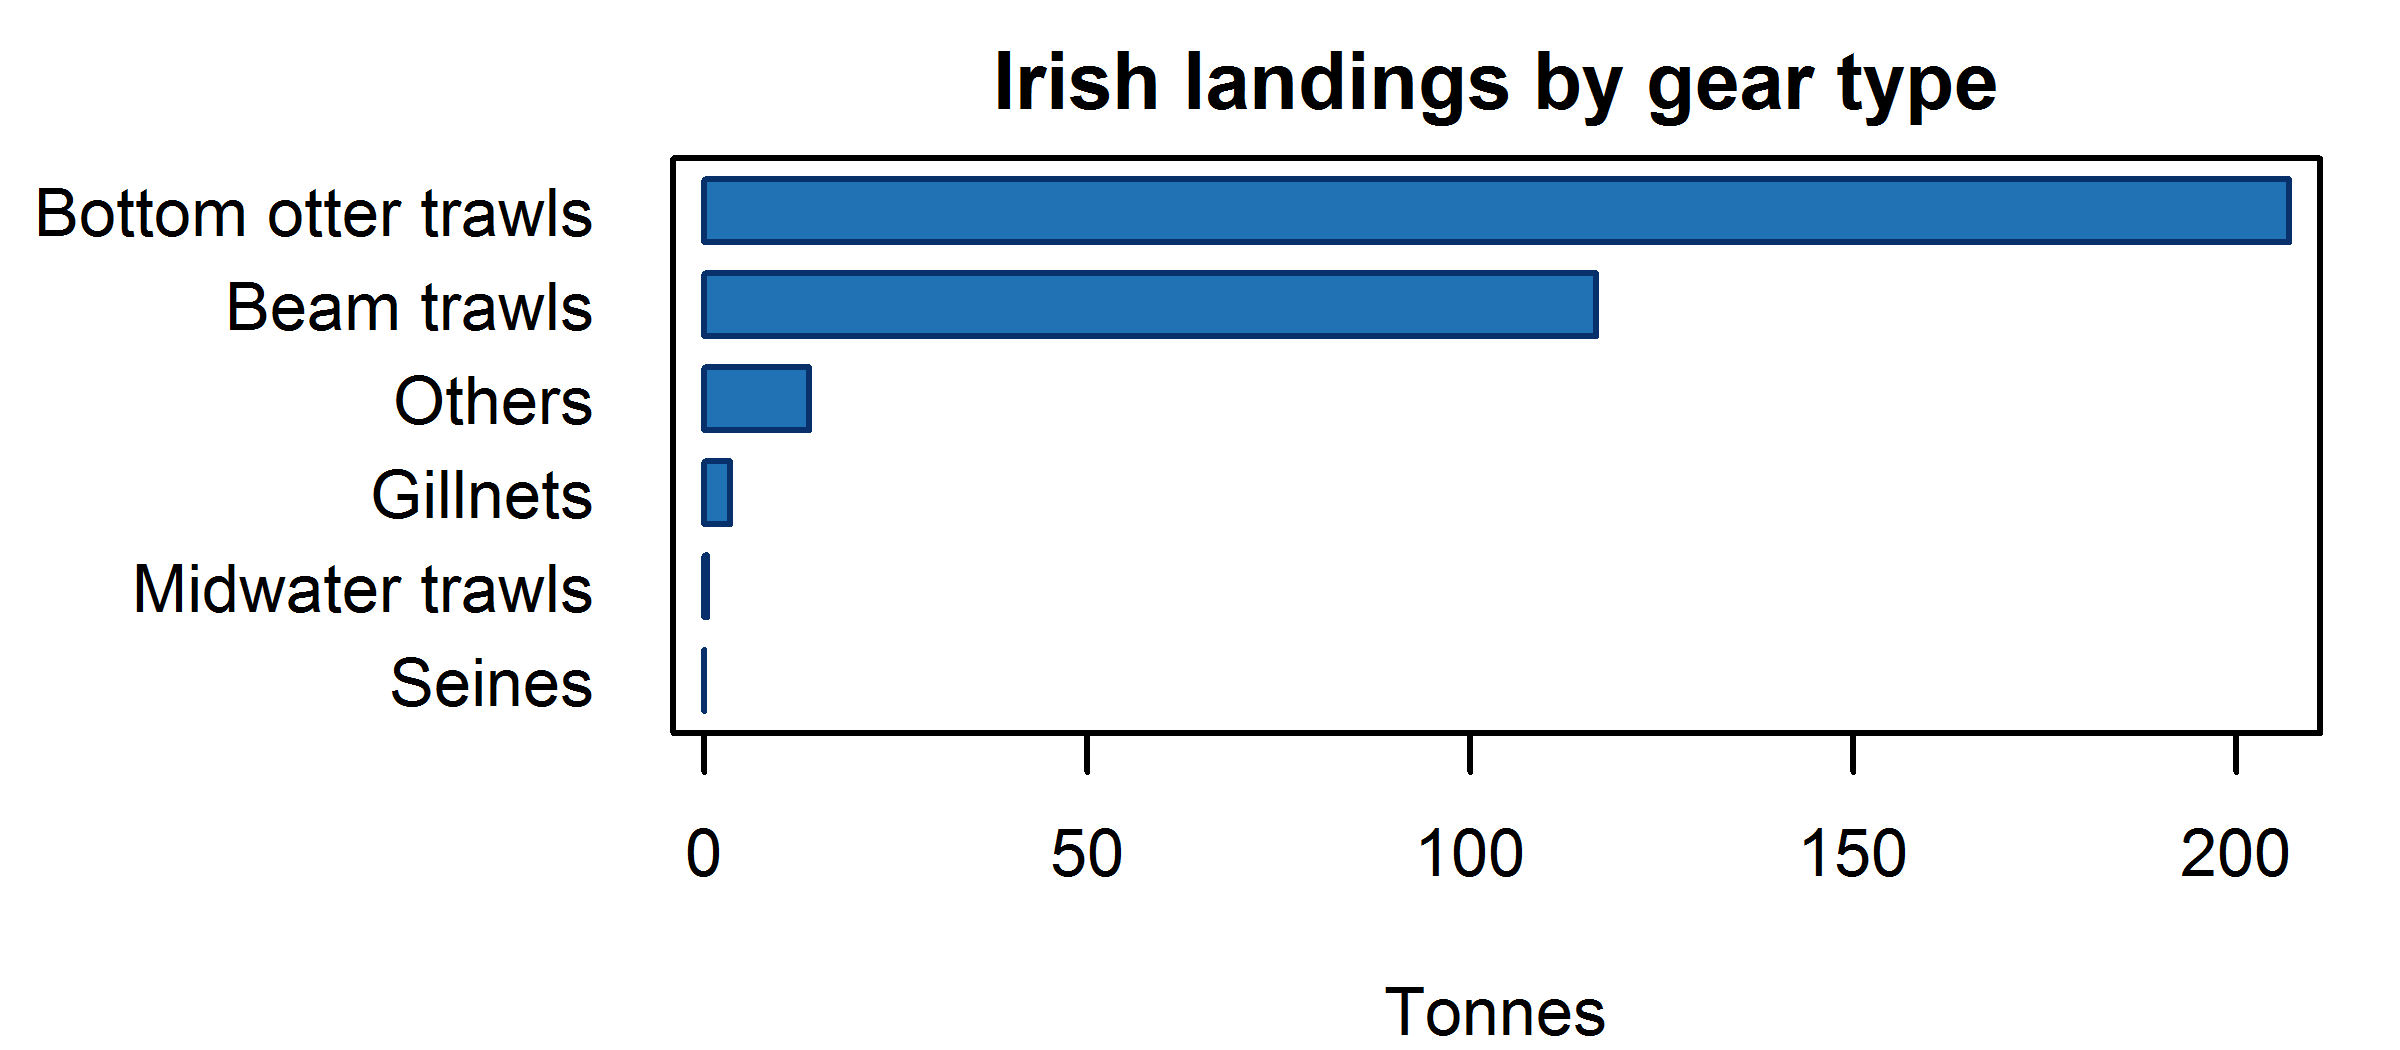 Irish landings by gear type
Bottom otter trawls
Beam trawls
Others
Gillnets
Midwater trawls
Seines
0 50 100 150 200
Tonnes